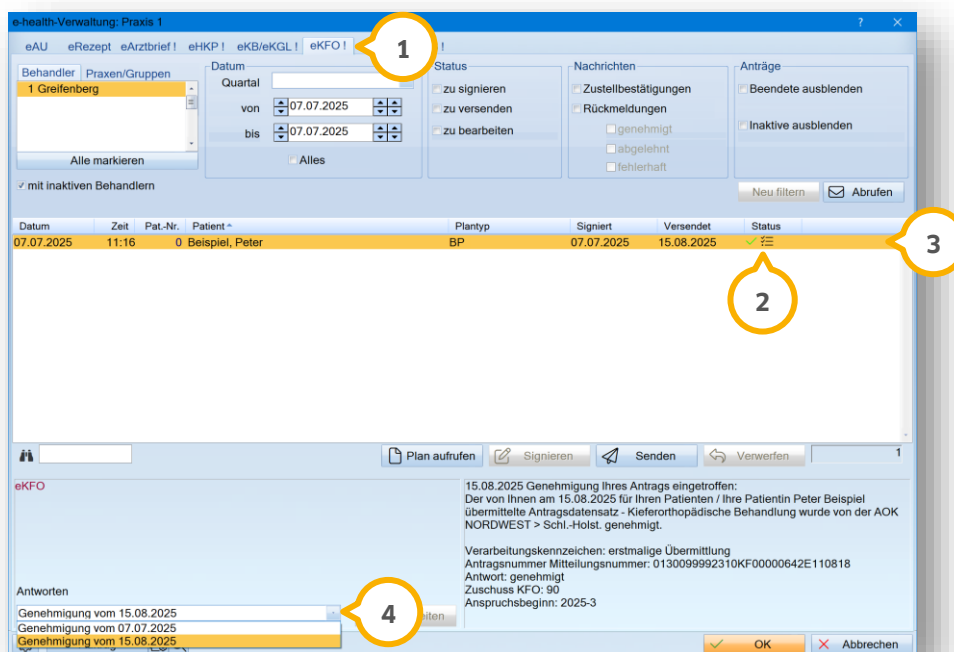 e-health-Verwaltung: Praxis 1 ? ×
eAU eRezept eArztbrief ! eHKP ! eKB/eKGL ! eKFO ! 1 !
Behandler Praxen/Gruppen Datum Status Nachrichten Anträge
1 Greifenberg Quartal zu signieren Zustellbestätigungen Beendete ausblenden
von 07.07.2025 zu versenden Rückmeldungen
bis 07.07.2025 zu bearbeiten genehmigt Inaktive ausblenden
abgelehnt
Alle markieren Alles fehlerhaft
mit inaktiven Behandlern Neu filtern Abrufen
Datum Zeit Pat.-Nr. Patient Plantyp Signiert Versendet Status
07.07.2025 11:16 0 Beispiel, Peter BP 07.07.2025 15.08.2025 3
2
Plan aufrufen Signieren Senden Verwerfen 1
eKFO
15.08.2025 Genehmigung Ihres Antrags eingetroffen:
Der von Ihnen am 15.08.2025 für Ihren Patienten / Ihre Patientin Peter Beispiel
übermittelte Antragsdatensatz - Kieferorthopädische Behandlung wurde von der AOK
NORDWEST > Schl.-Holst. genehmigt.
Verarbeitungskennzeichen: erstmalige Übermittlung
Antragsnummer Mitteilungsnummer: 0130099992310KF00000642E110818
Antwort: genehmigt
Zuschuss KFO: 90
Anspruchsbeginn: 2025-3
Antworten
Genehmigung vom 15.08.2025 4 eiten
Genehmigung vom 07.07.2025
Genehmigung vom 15.08.2025
OK Abbrechen